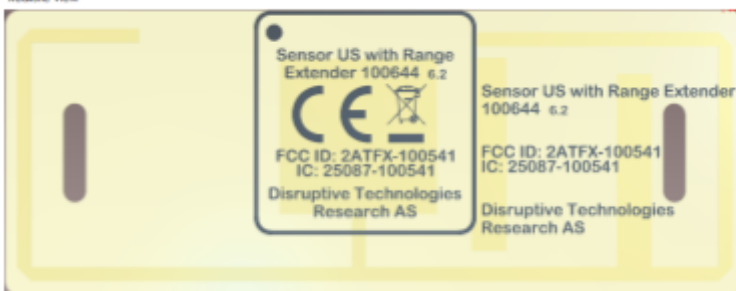 Sensor US with Range
Extender 100644 6.2
CE
FCC ID: 2ATFX-100541
IC: 25087-100541
Disruptive Technologies
Research AS
Sensor US with Range Extender
100644 6.2
FCC ID: 2ATFX-100541
IC: 25087-100541
Disruptive Technologies
Research AS